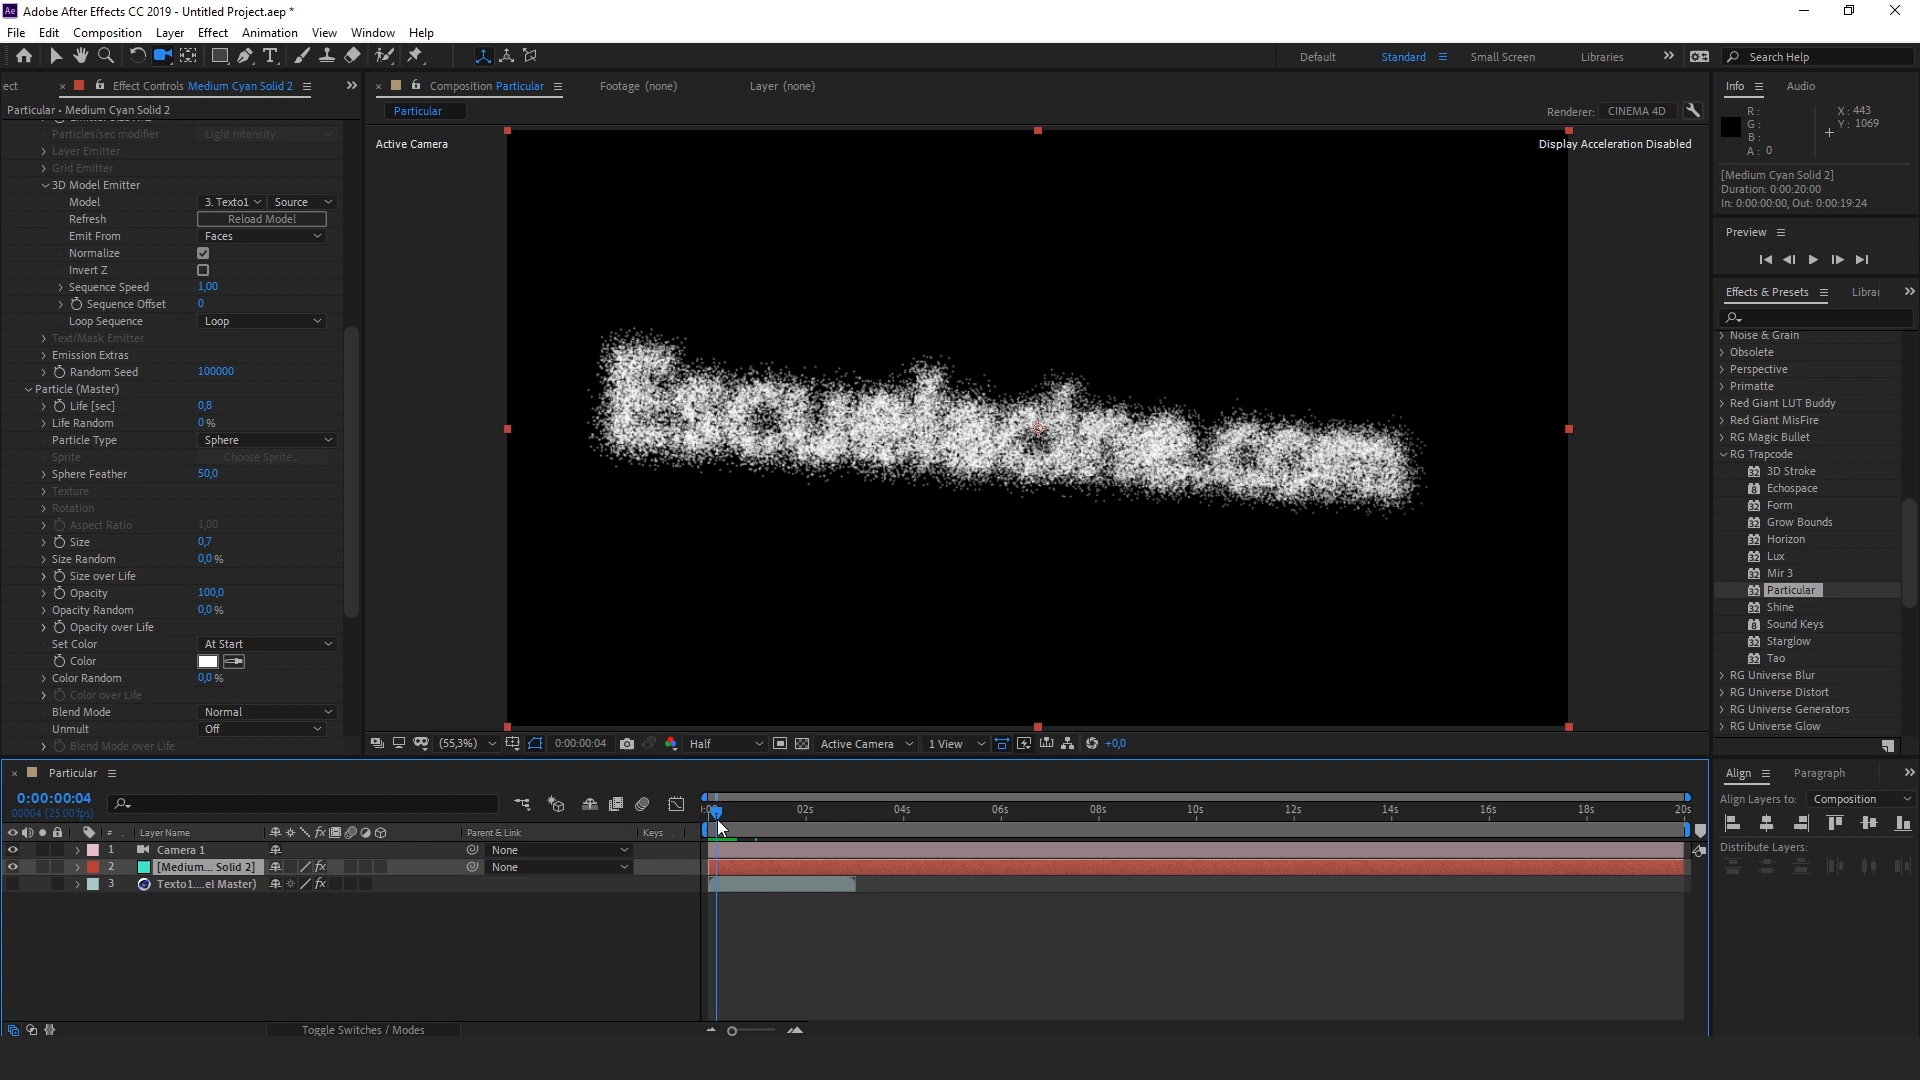 Adobe After Effects CC 2019 - Untitled Project.aep *
File Edit Composition Layer Effect Animation View Window Help
Default Standard Small Screen Libraries Search Help
ect Effect Controls Medium Cyan Solid 2
Particular • Medium Cyan Solid 2
Particles/sec modifier Light Intensity
Layer Emitter
Grid Emitter
3D Model Emitter
Model 3. Texto1. Source
Refresh Reload Model
Emit From Faces
Normalize
Invert Z
Sequence Speed 1,00
Sequence Offset 0
Loop Sequence Loop
Text/Mask Emitter
Emission Extras
Random Seed 100000
Particle (Master)
Life [sec] 0,8
Life Random 0%
Particle Type Sphere
Sprite Choose Sprite...
Sphere Feather 50,0
Texture
Rotation
Aspect Ratio 1,00
Size 0,7
Size Random 0,0%
Size over Life
Opacity 100,0
Opacity Random 0,0%
Opacity over Life
Set Color At Start
Color
Color Random 0,0%
Color over Life
Blend Mode Normal
Unmult Off
Blend Mode over Life
Composition Particular Footage (none) Layer (none)
Particular Renderer: CINEMA 4D
Active Camera Display Acceleration Disabled
(55,3%) 0:00:00:04 Half Active Camera 1 View +0,0
Info Audio
R: X: 443
G: Y: 1069
B:
A: 0
[Medium Cyan Solid 2]
Duration: 0:00:20:00
In: 0:00:00:00, Out: 0:00:19:24
Preview
Effects & Presets Librar
Noise & Grain
Obsolete
Perspective
Primatte
Red Giant LUT Buddy
Red Giant MisFire
RG Magic Bullet
RG Trapcode
3D Stroke
Echospace
Form
Grow Bounds
Horizon
Lux
Mir 3
Particular
Shine
Sound Keys
Starglow
Tao
RG Universe Blur
RG Universe Distort
RG Universe Generators
RG Universe Glow
Particular
0:00:00:04
00004 (25.00 fps)
02s 04s 06s 08s 10s 12s 14s 16s 18s 20s
# Layer Name Parent & Link Keys
1 Camera 1 None
2 [Medium... Solid 2] None
3 Texto1....el Master)
Toggle Switches / Modes
Align Paragraph
Align Layers to: Composition
Distribute Layers: